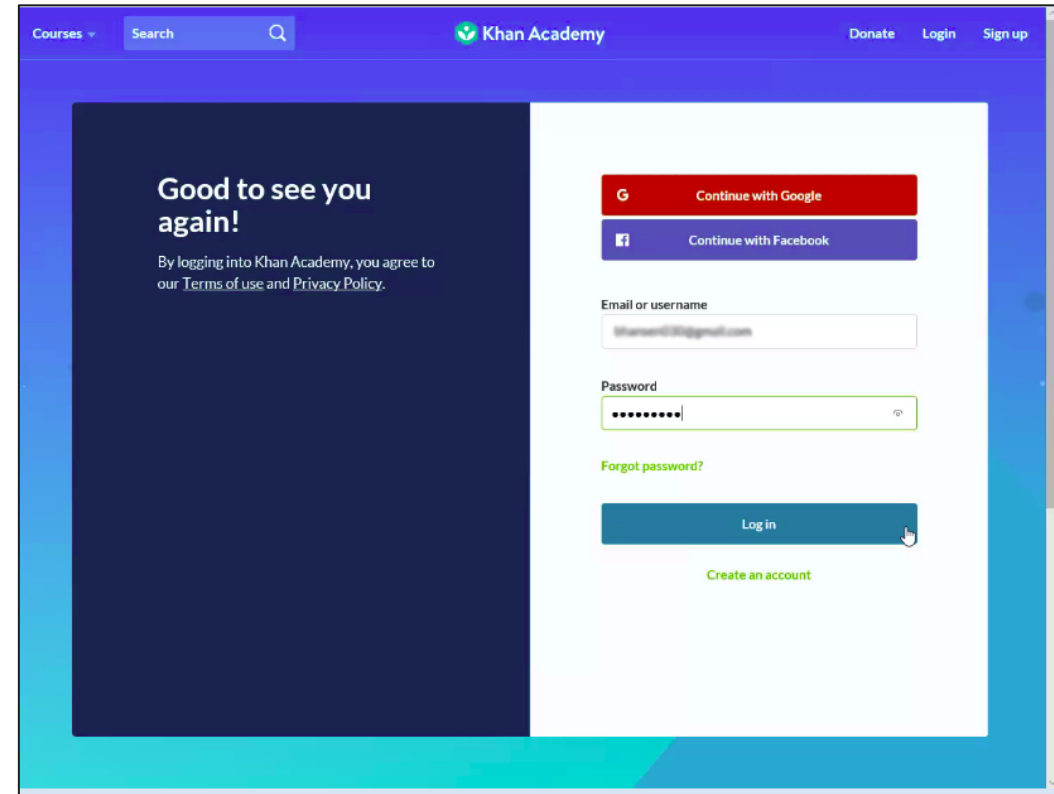 Courses
Search
Khan Academy
Donate
Login
Sign up
Good to see you
again!
By logging into Khan Academy, you agree to
our Terms of use and Privacy Policy.
G
Continue with Google
f
Continue with Facebook
Email or username
Password
•••••••••
Forgot password?
Log in
Create an account